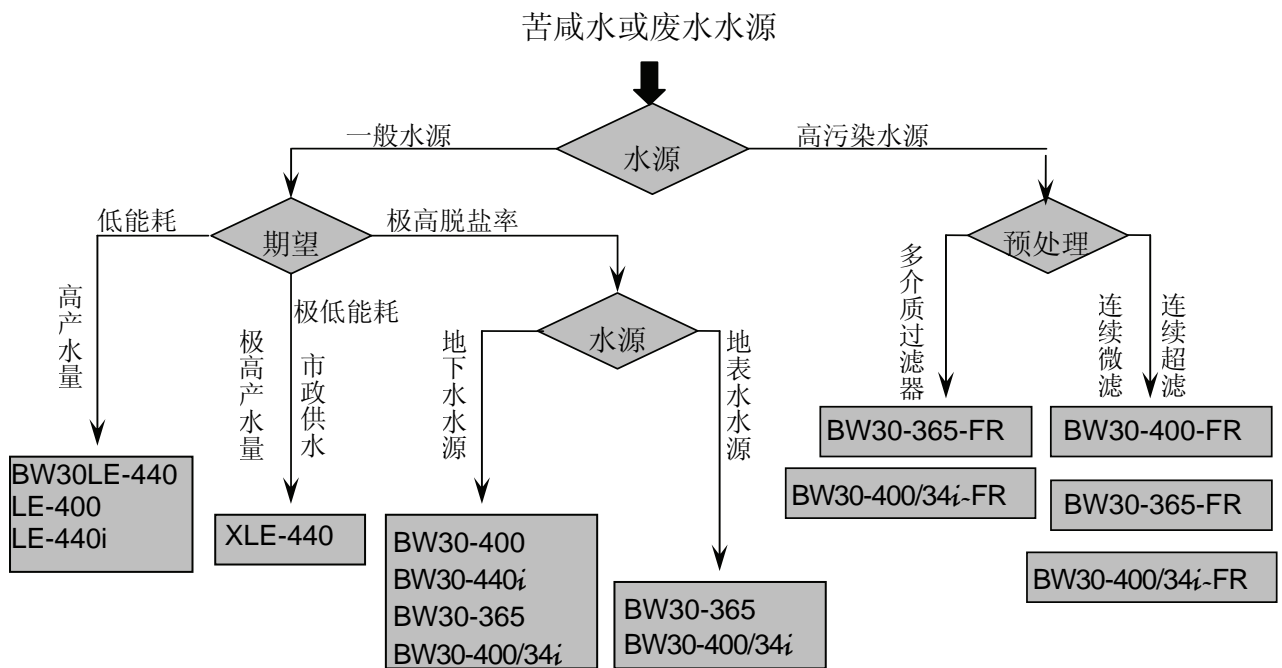 苦咸水或废水水源
一般水源
水源
高污染水源
低能耗
期望
极高脱盐率
预处理
高产水量
极低能耗
极高产水量
市政供水
水源
地下水水源
地表水水源
多介质过滤器
连续微滤
连续超滤
BW30LE-440
LE-400
LE-440i
XLE-440
BW30-400
BW30-440i
BW30-365
BW30-400/34i
BW30-365
BW30-400/34i
BW30-365-FR
BW30-400/34i-FR
BW30-400-FR
BW30-365-FR
BW30-400/34i-FR